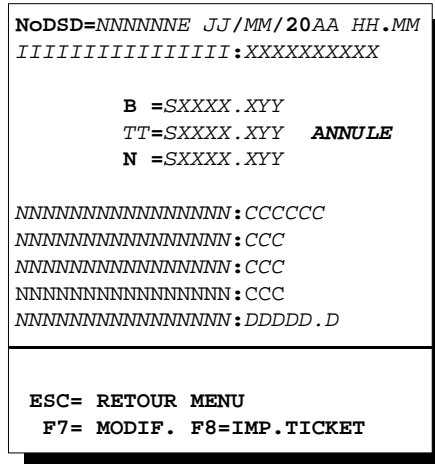 NoDSD=NNNNNNE JJ/MM/20AA HH.MM
IIIIIIIIIIIIIIII:XXXXXXXXXX
B =SXXXX.XYY
TT=SXXXX.XYY ANNULE
N =SXXXX.XYY
NNNNNNNNNNNNNNNN:CCCCCC
NNNNNNNNNNNNNNNN:CCC
NNNNNNNNNNNNNNNN:CCC
NNNNNNNNNNNNNNNN:CCC
NNNNNNNNNNNNNNNN:DDDDD.D
ESC= RETOUR MENU
F7= MODIF. F8=IMP.TICKET